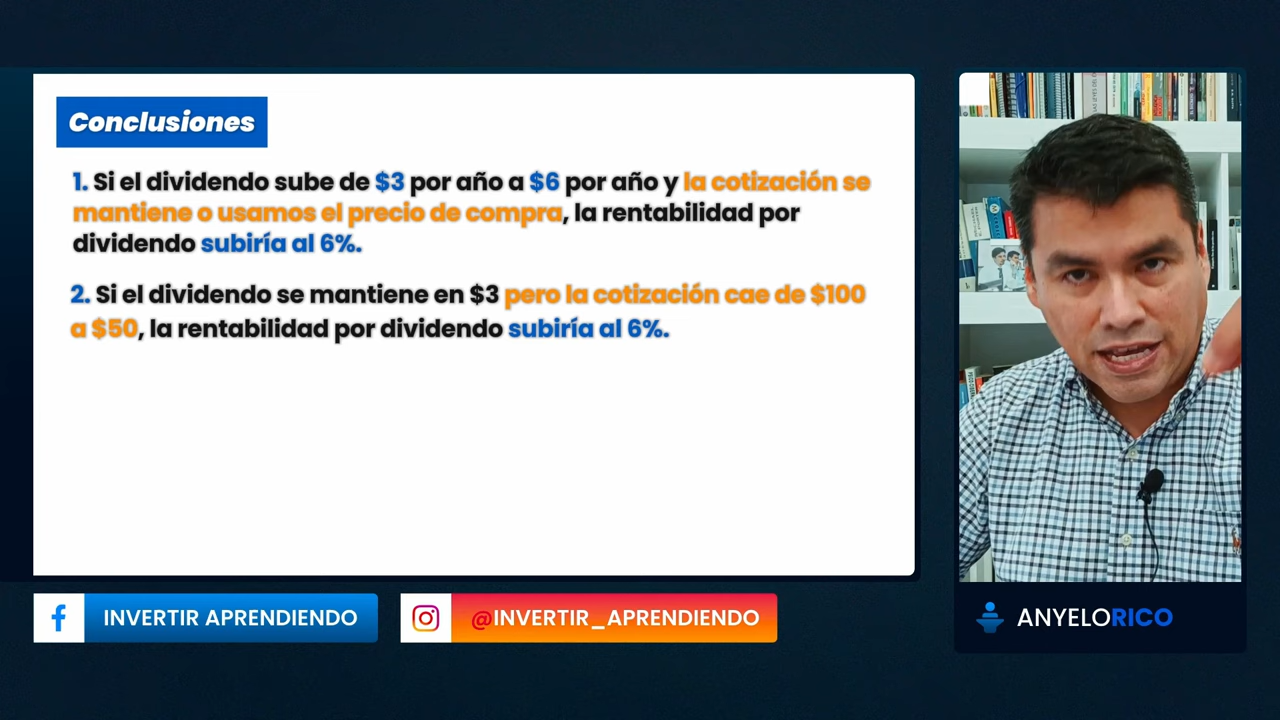 Conclusiones
1. Si el dividendo sube de $3 por año a $6 por año y la cotización se
mantiene o usamos el precio de compra, la rentabilidad por
dividendo subiría al 6%.
2. Si el dividendo se mantiene en $3 pero la cotización cae de $100
a $50, la rentabilidad por dividendo subiría al 6%.
INVERTIR APRENDIENDO
@INVERTIR_APRENDIENDO
ANYELORICO